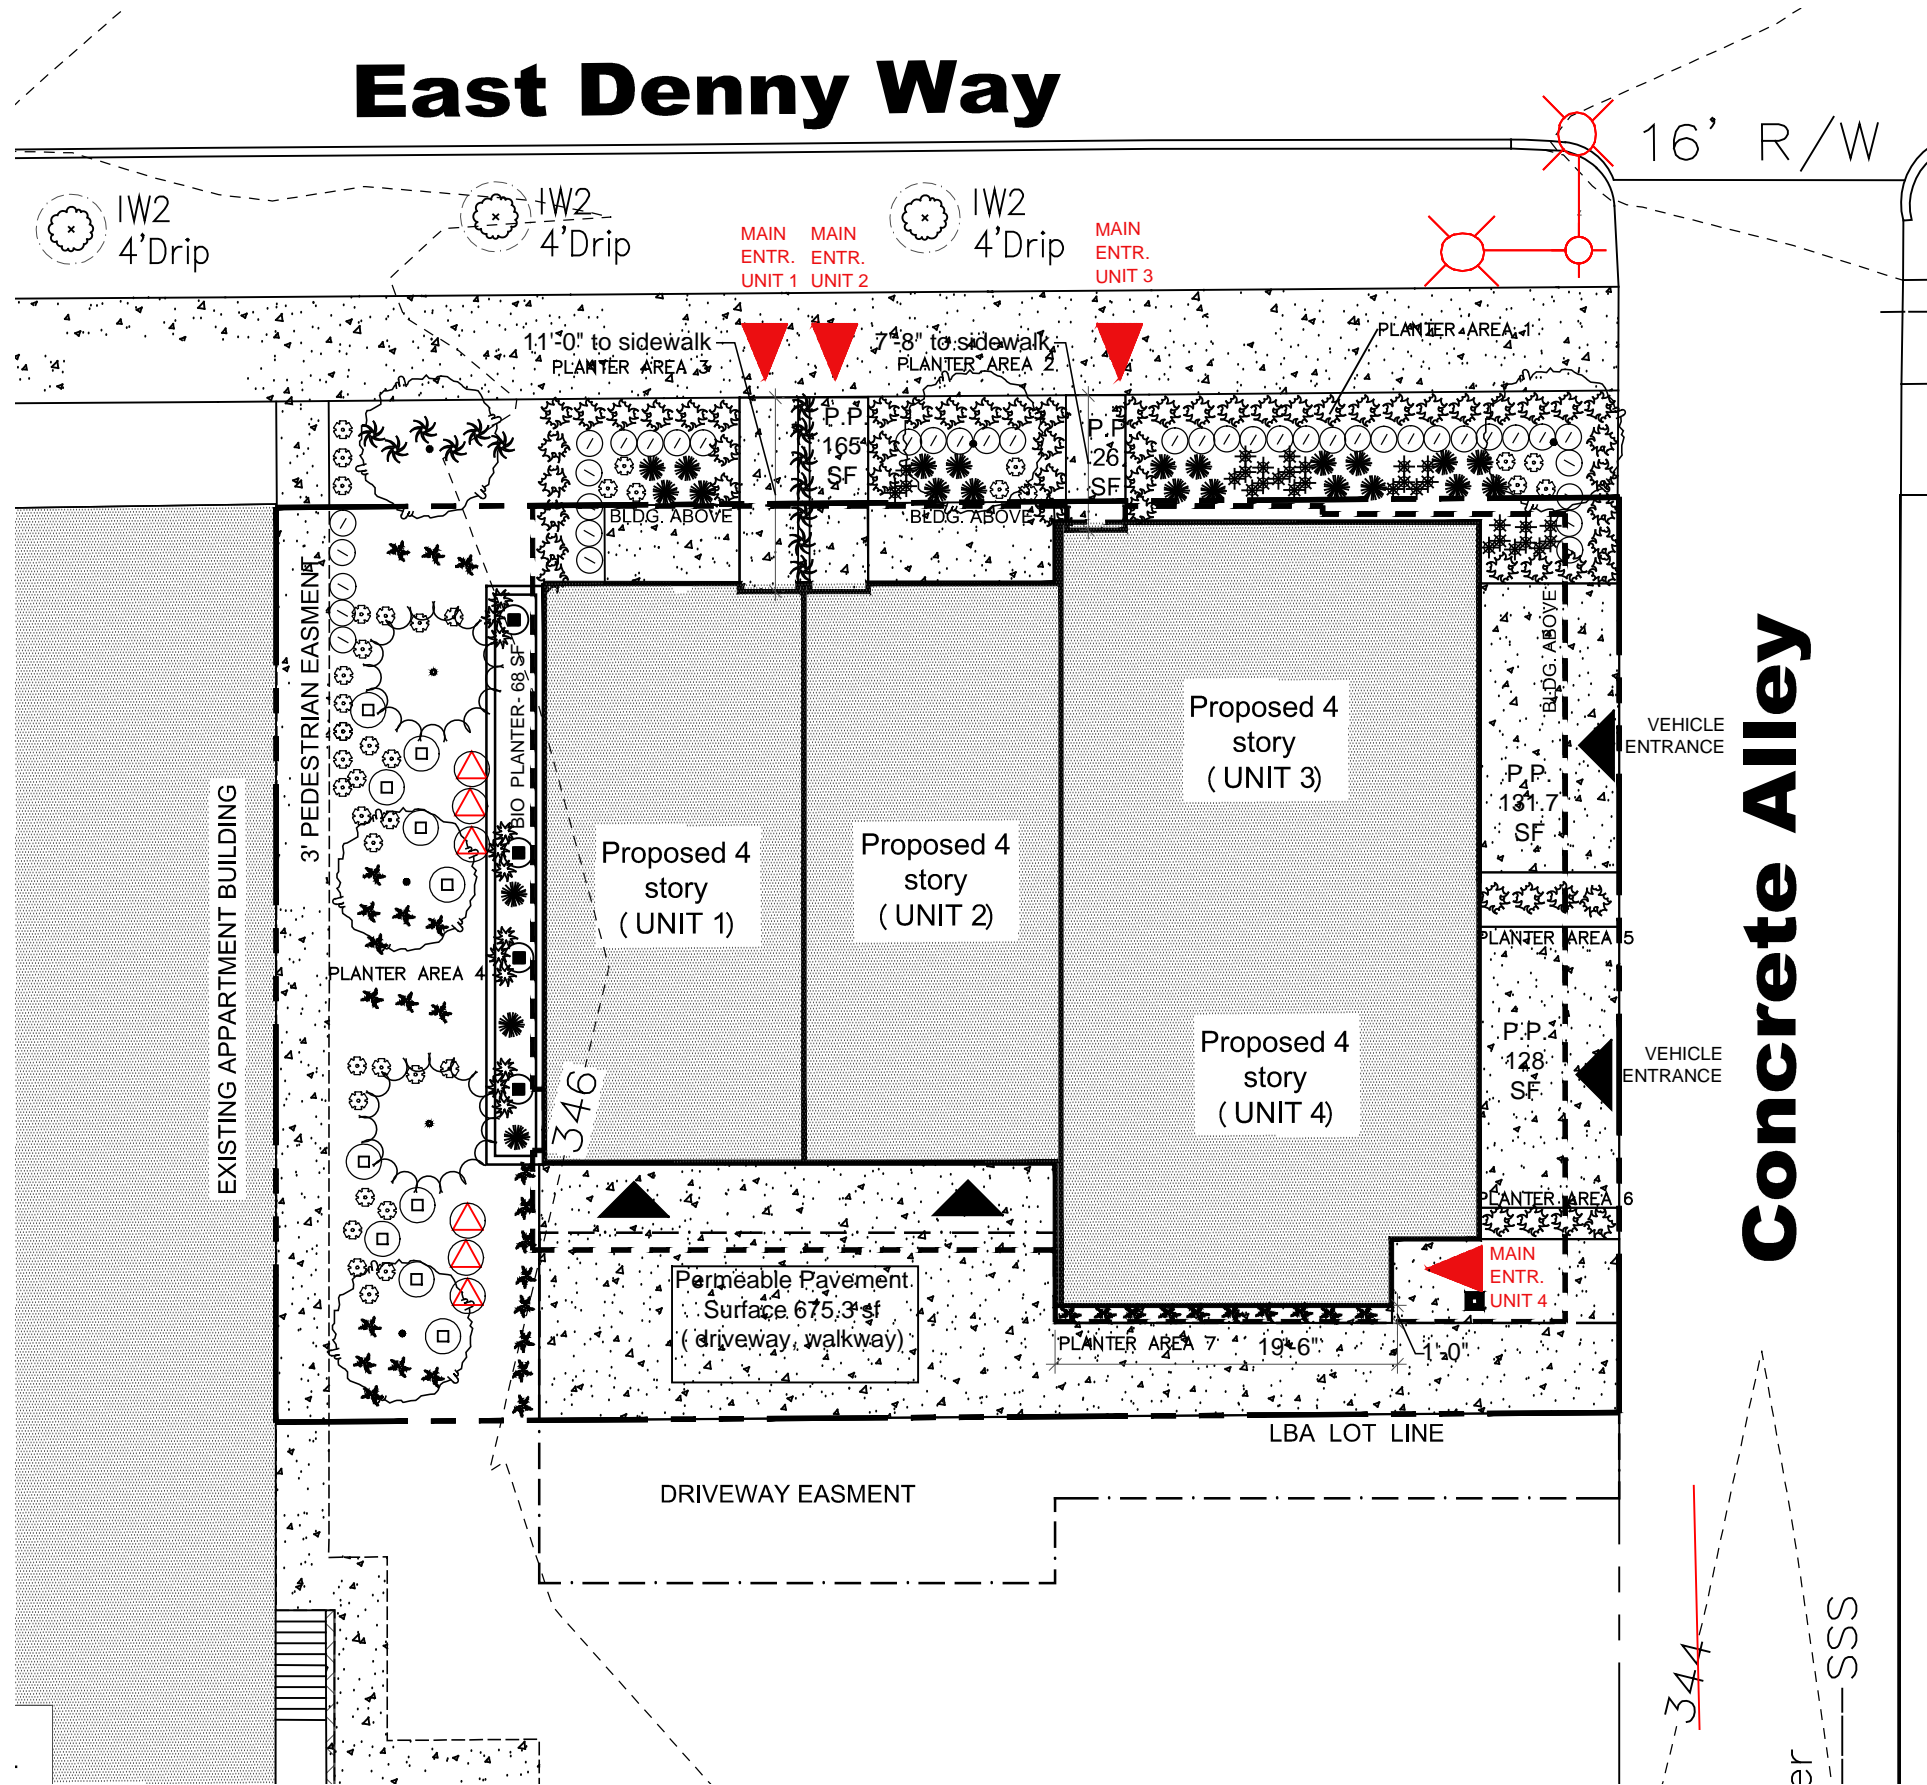 East Denny Way
16' R/W
IW2
4'Drip
IW2
4'Drip
IW2
4'Drip
MAIN
ENTR.
UNIT 1
MAIN
ENTR.
UNIT 2
MAIN
ENTR.
UNIT 3
11'-0" to sidewalk
PLANTER AREA 3
7'-8" to sidewalk
PLANTER AREA 2
PLANTER AREA 1
P.P.
165
SF
P.P.
26
SF
BLDG. ABOVE
BLDG. ABOVE
BLDG. ABOVE
3' PEDESTRIAN EASMENT
BIO PLANTER- 68 SF
EXISTING APPARTMENT BUILDING
PLANTER AREA 4
Proposed 4
story
( UNIT 1)
Proposed 4
story
( UNIT 2)
Proposed 4
story
( UNIT 3)
Proposed 4
story
( UNIT 4)
P.P.
131.7
SF
VEHICLE
ENTRANCE
PLANTER AREA 5
P.P.
128
SF
VEHICLE
ENTRANCE
PLANTER AREA 6
Concrete Alley
346
MAIN
ENTR.
UNIT 4
Permeable Pavement
Surface 675.3 sf
( driveway, walkway)
PLANTER AREA 7
19'-6"
1'-0"
LBA LOT LINE
DRIVEWAY EASMENT
344
SSS
er